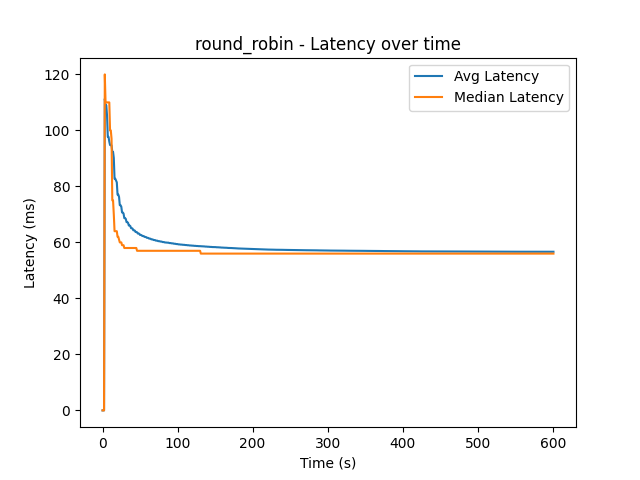 round_robin - Latency over time
Avg Latency
Median Latency
Latency (ms)
120
100
80
60
40
20
0
0 100 200 300 400 500 600
Time (s)